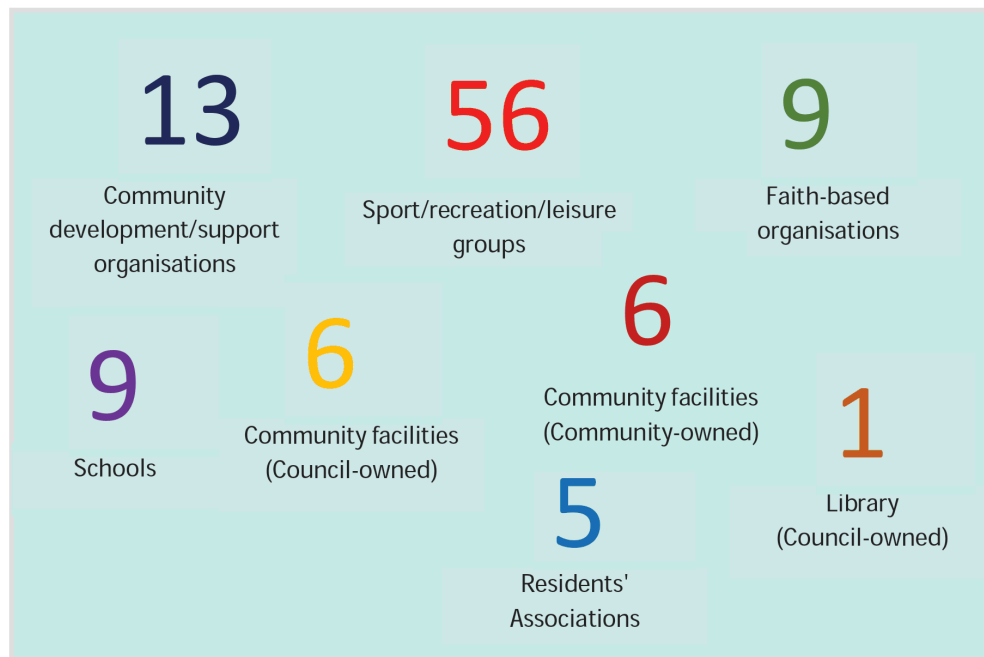 13
Community
development/support
organisations
56
Sport/recreation/leisure
groups
9
Faith-based
organisations
9
Schools
6
Community facilities
(Council-owned)
6
Community facilities
(Community-owned)
1
Library
(Council-owned)
5
Residents'
Associations